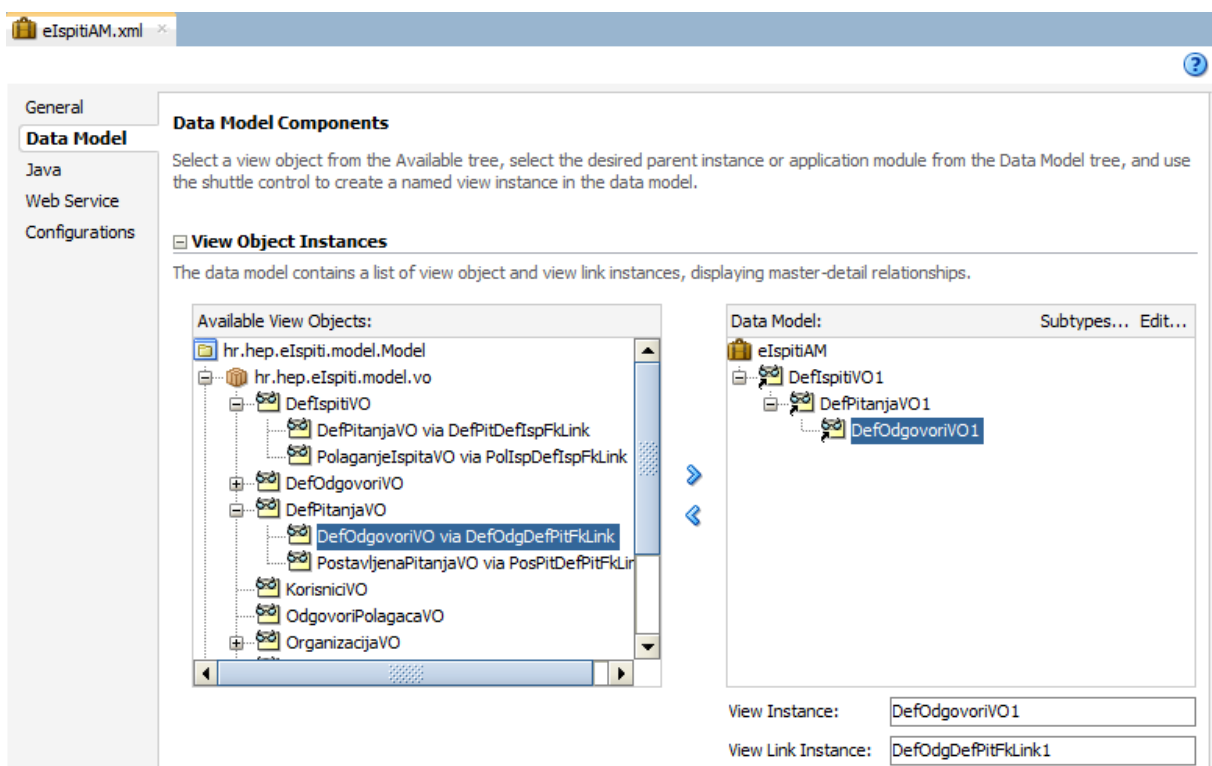 eIspitiAM.xml
General
Data Model
Java
Web Service
Configurations
Data Model Components
Select a view object from the Available tree, select the desired parent instance or application module from the Data Model tree, and use
the shuttle control to create a named view instance in the data model.
View Object Instances
The data model contains a list of view object and view link instances, displaying master-detail relationships.
Available View Objects:
hr.hep.eIspiti.model.Model
hr.hep.eIspiti.model.vo
DefIspitiVO
DefPitanjaVO via DefPitDefIspFkLink
PolaganjeIspitaVO via PolIspDefIspFkLink
DefOdgovoriVO
DefPitanjaVO
DefOdgovoriVO via DefOdgDefPitFkLink
PostavljenaPitanjaVO via PosPitDefPitFkLin
KorisniciVO
OdgovoriPolagacaVO
OrganizacijaVO
Data Model: Subtypes... Edit...
eIspitiAM
DefIspitiVO1
DefPitanjaVO1
DefOdgovoriVO1
View Instance: DefOdgovoriVO1
View Link Instance: DefOdgDefPitFkLink1